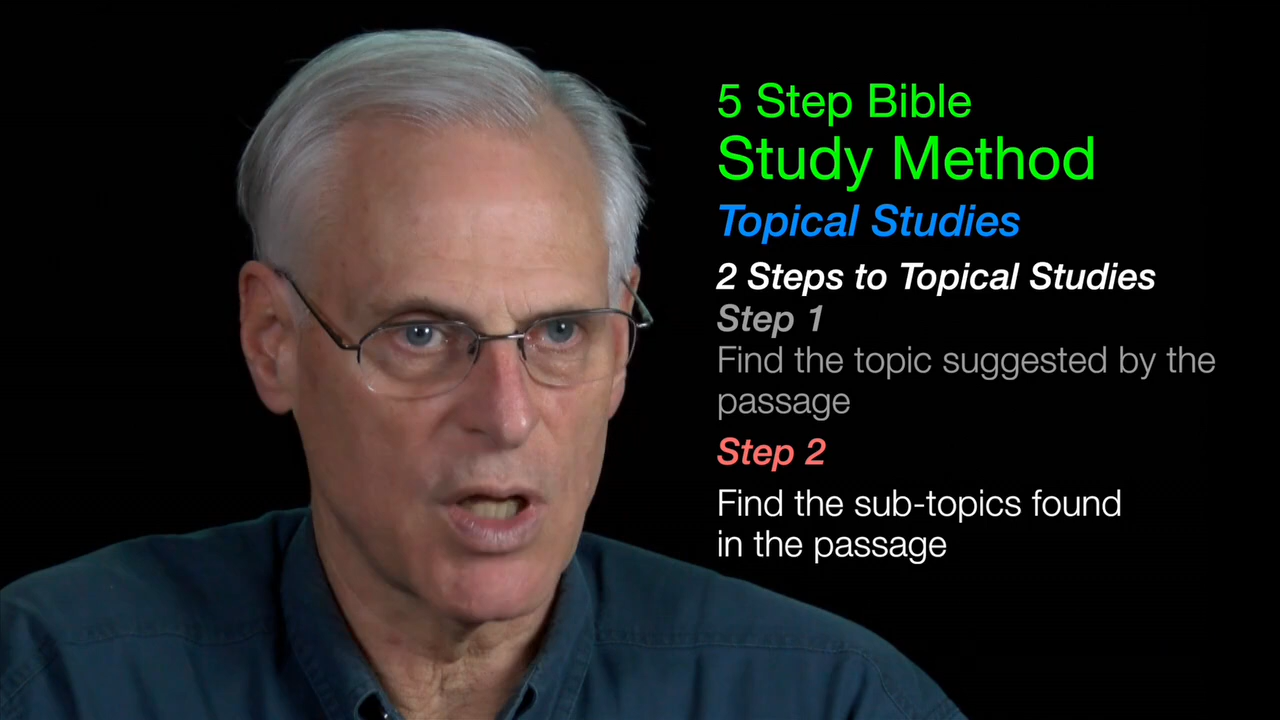 5 Step Bible
Study Method
Topical Studies
2 Steps to Topical Studies
Step 1
Find the topic suggested by the
passage
Step 2
Find the sub-topics found
in the passage